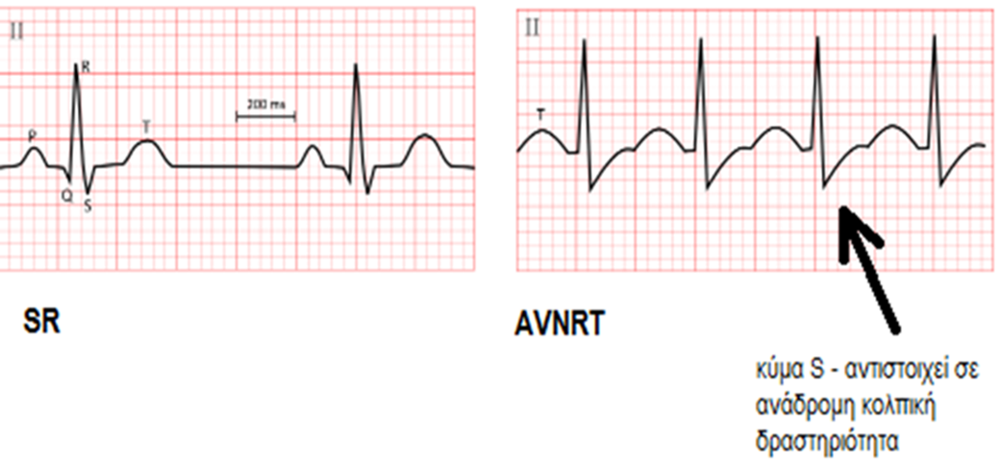 II
R
P
T
200 ms
Q
S
SR
II
T
AVNRT
κύμα S - αντιστοιχεί σε
ανάδρομη κολπική
δραστηριότητα